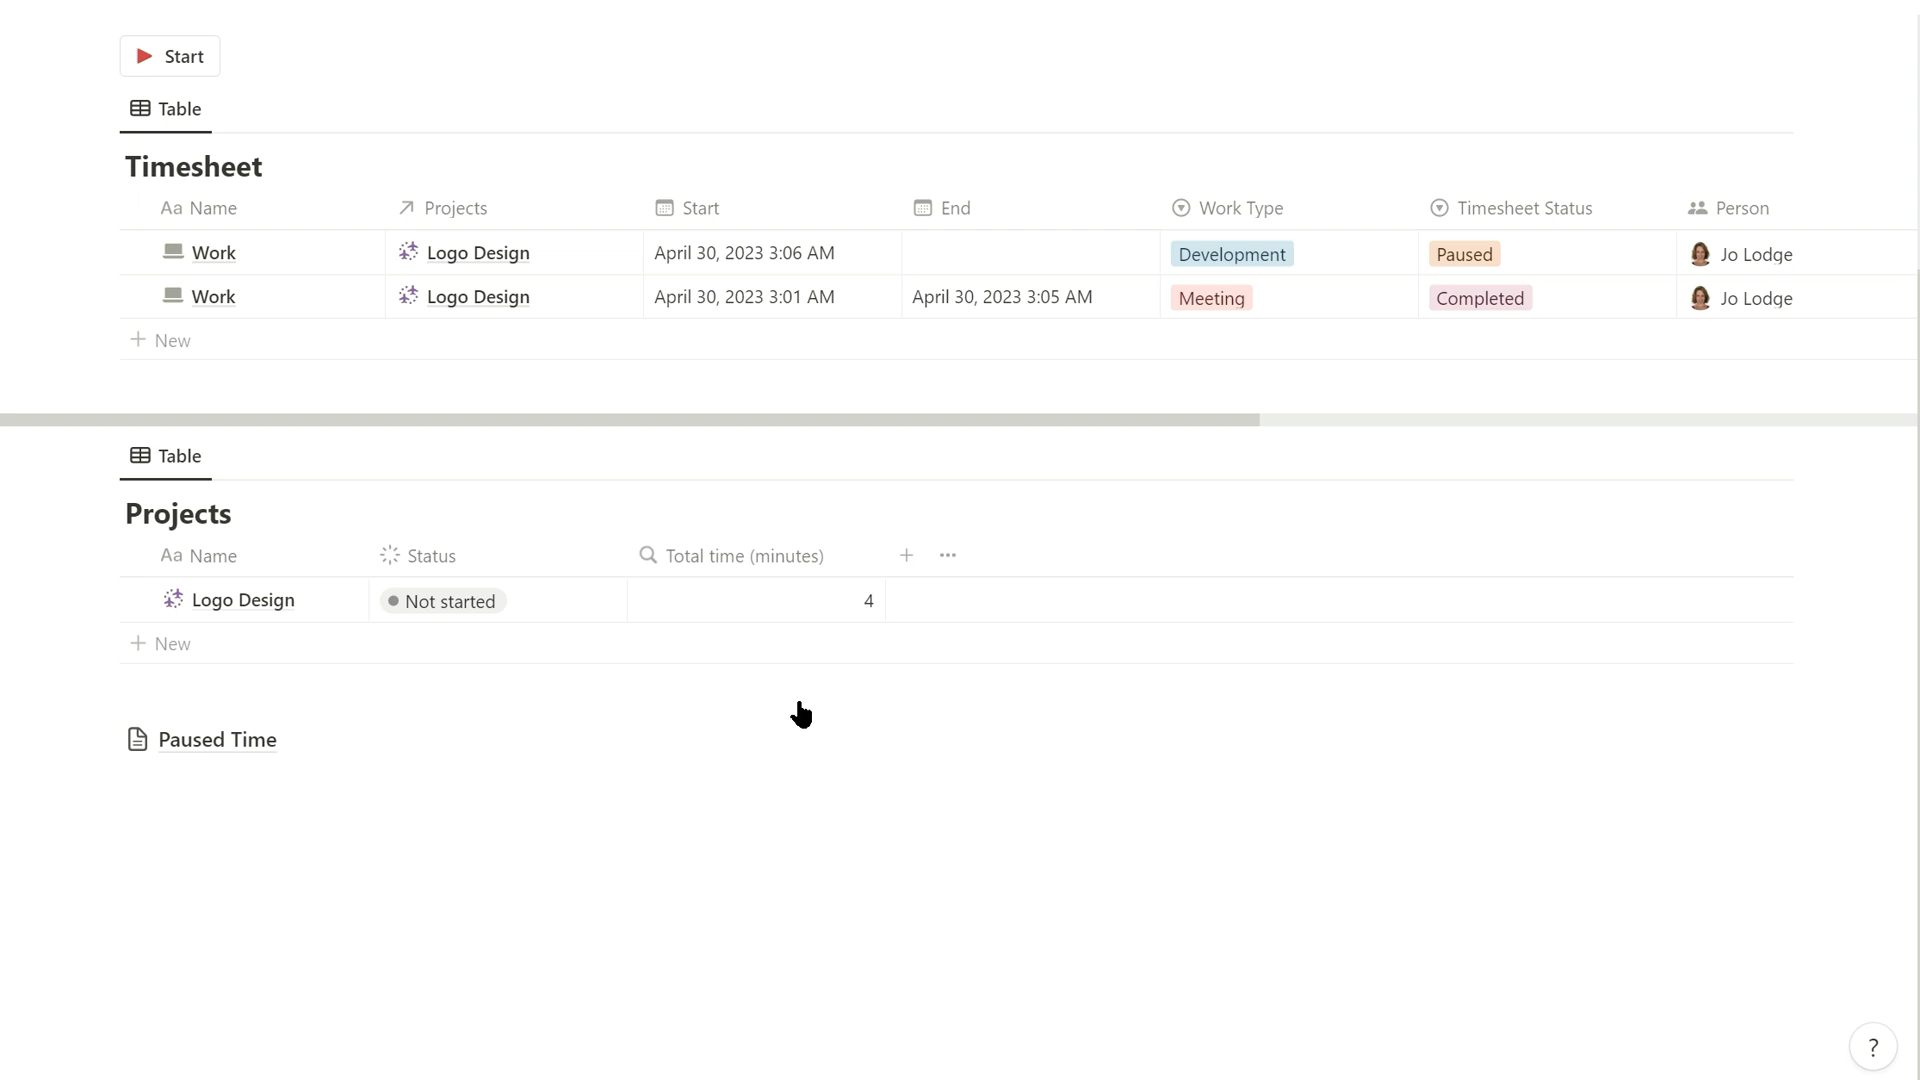 Start
Table
Timesheet
Aa Name Projects Start End Work Type Timesheet Status Person
Work Logo Design April 30, 2023 3:06 AM Development Paused Jo Lodge
Work Logo Design April 30, 2023 3:01 AM April 30, 2023 3:05 AM Meeting Completed Jo Lodge
+ New
Table
Projects
Aa Name Status Total time (minutes) + •••
Logo Design Not started 4
+ New
Paused Time
?